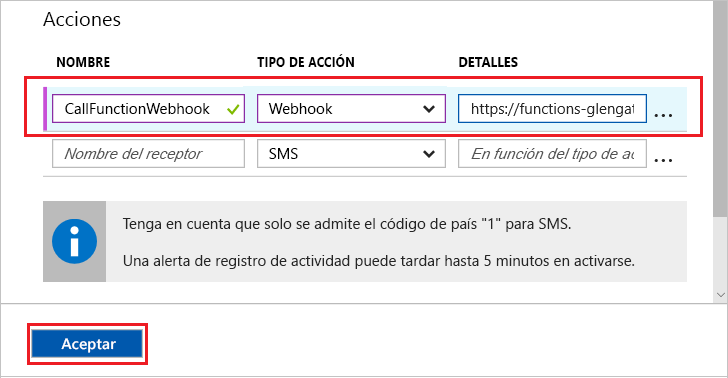 Acciones
NOMBRE TIPO DE ACCIÓN DETALLES
CallFunctionWebhook Webhook https://functions-glengat ...
Nombre del receptor SMS En función del tipo de ac ...
Tenga en cuenta que solo se admite el código de país "1" para SMS.
Una alerta de registro de actividad puede tardar hasta 5 minutos en activarse.
Aceptar